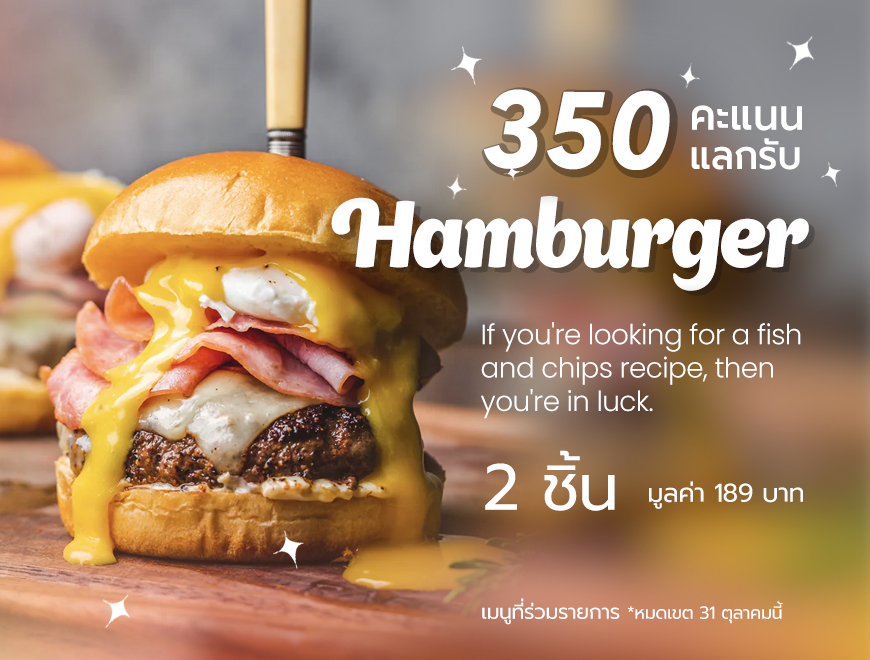 350 คะแนน
แลกรับ
Hamburger
If you're looking for a fish
and chips recipe, then
you're in luck.
2 ชิ้น มูลค่า 189 บาท
เมนูที่ร่วมรายการ *หมดเขต 31 ตุลาคมนี้